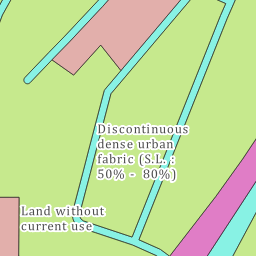 Discontinuous
dense urban
fabric (S.L. :
50% - 80%)
Land without
current use